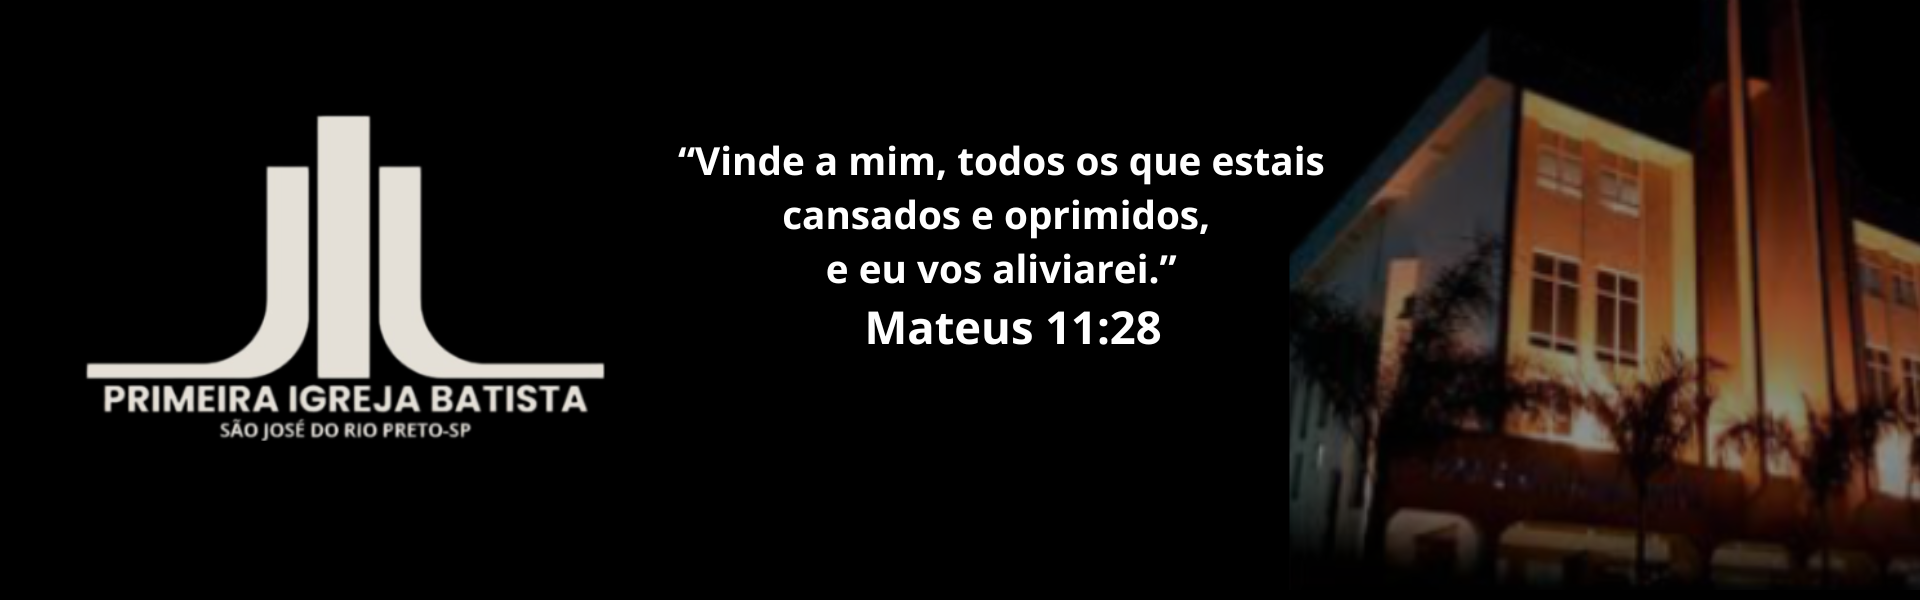 PRIMEIRA IGREJA BATISTA
SÃO JOSÉ DO RIO PRETO-SP
“Vinde a mim, todos os que estais
cansados e oprimidos,
e eu vos aliviarei.”
Mateus 11:28